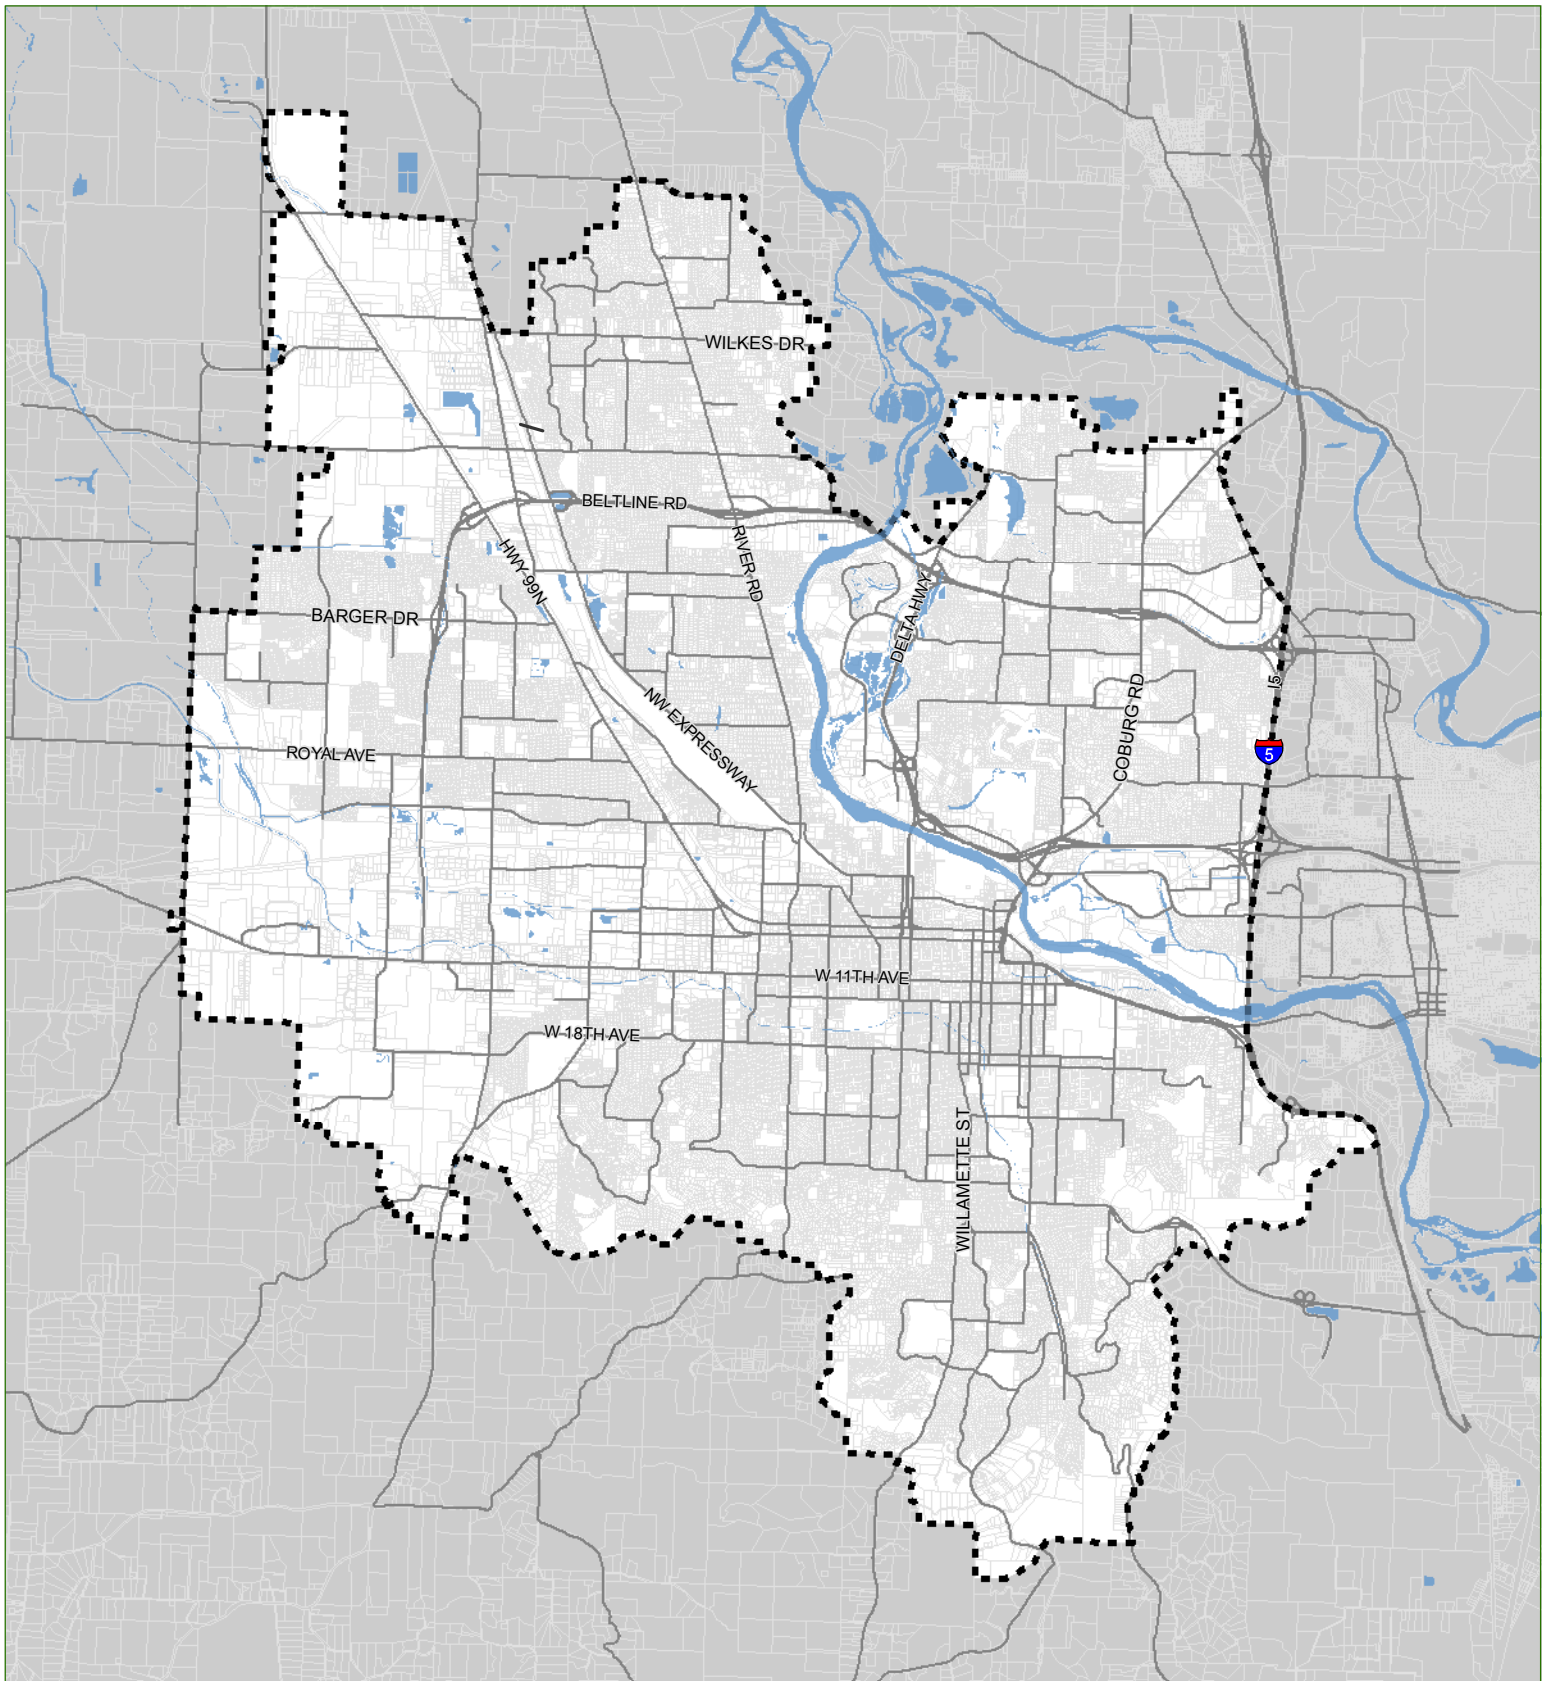 WILKES DR
BELTLINE RD
HWY 99N
RIVER RD
DELTA HWY
BARGER DR
NW EXPRESSWAY
COBURG RD
I5
5
ROYAL AVE
W 11TH AVE
W 18TH AVE
WILLAMETTE ST